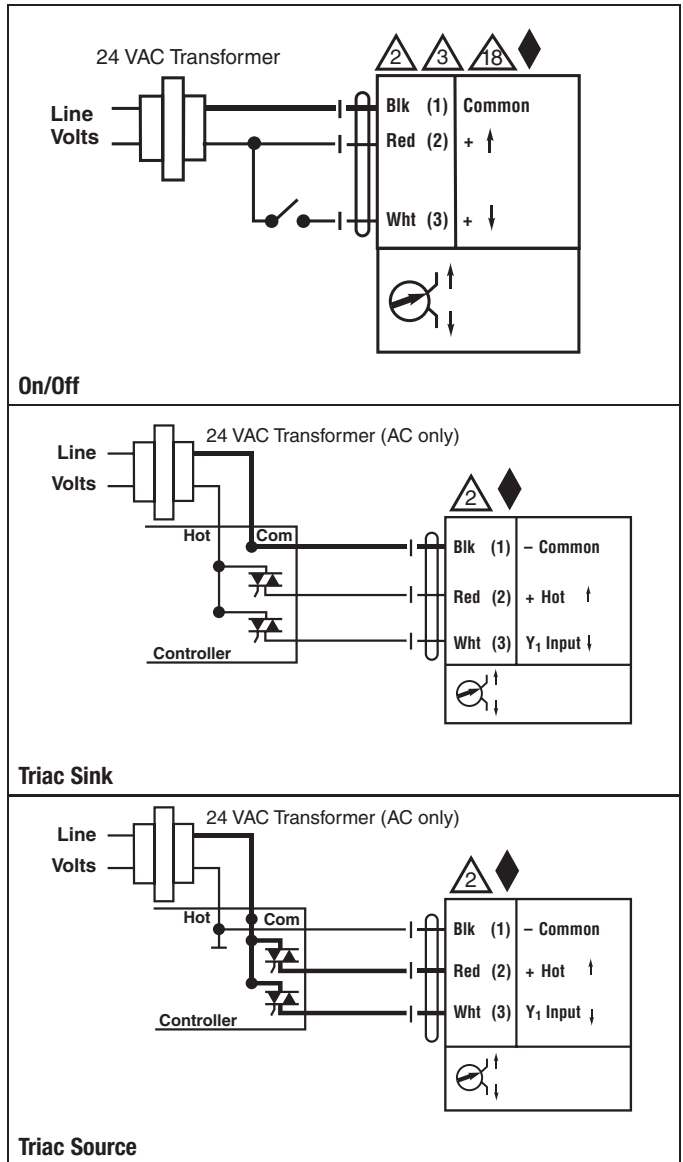 24 VAC Transformer
2 3 18
Line
Volts
Blk (1) Common
Red (2) +
Wht (3) +
On/Off
24 VAC Transformer (AC only)
Line
Volts
2
Hot Com
Blk (1) – Common
Red (2) + Hot
Wht (3) Y₁ Input
Controller
Triac Sink
24 VAC Transformer (AC only)
Line
Volts
2
Hot Com
Blk (1) – Common
Red (2) + Hot
Wht (3) Y₁ Input
Controller
Triac Source